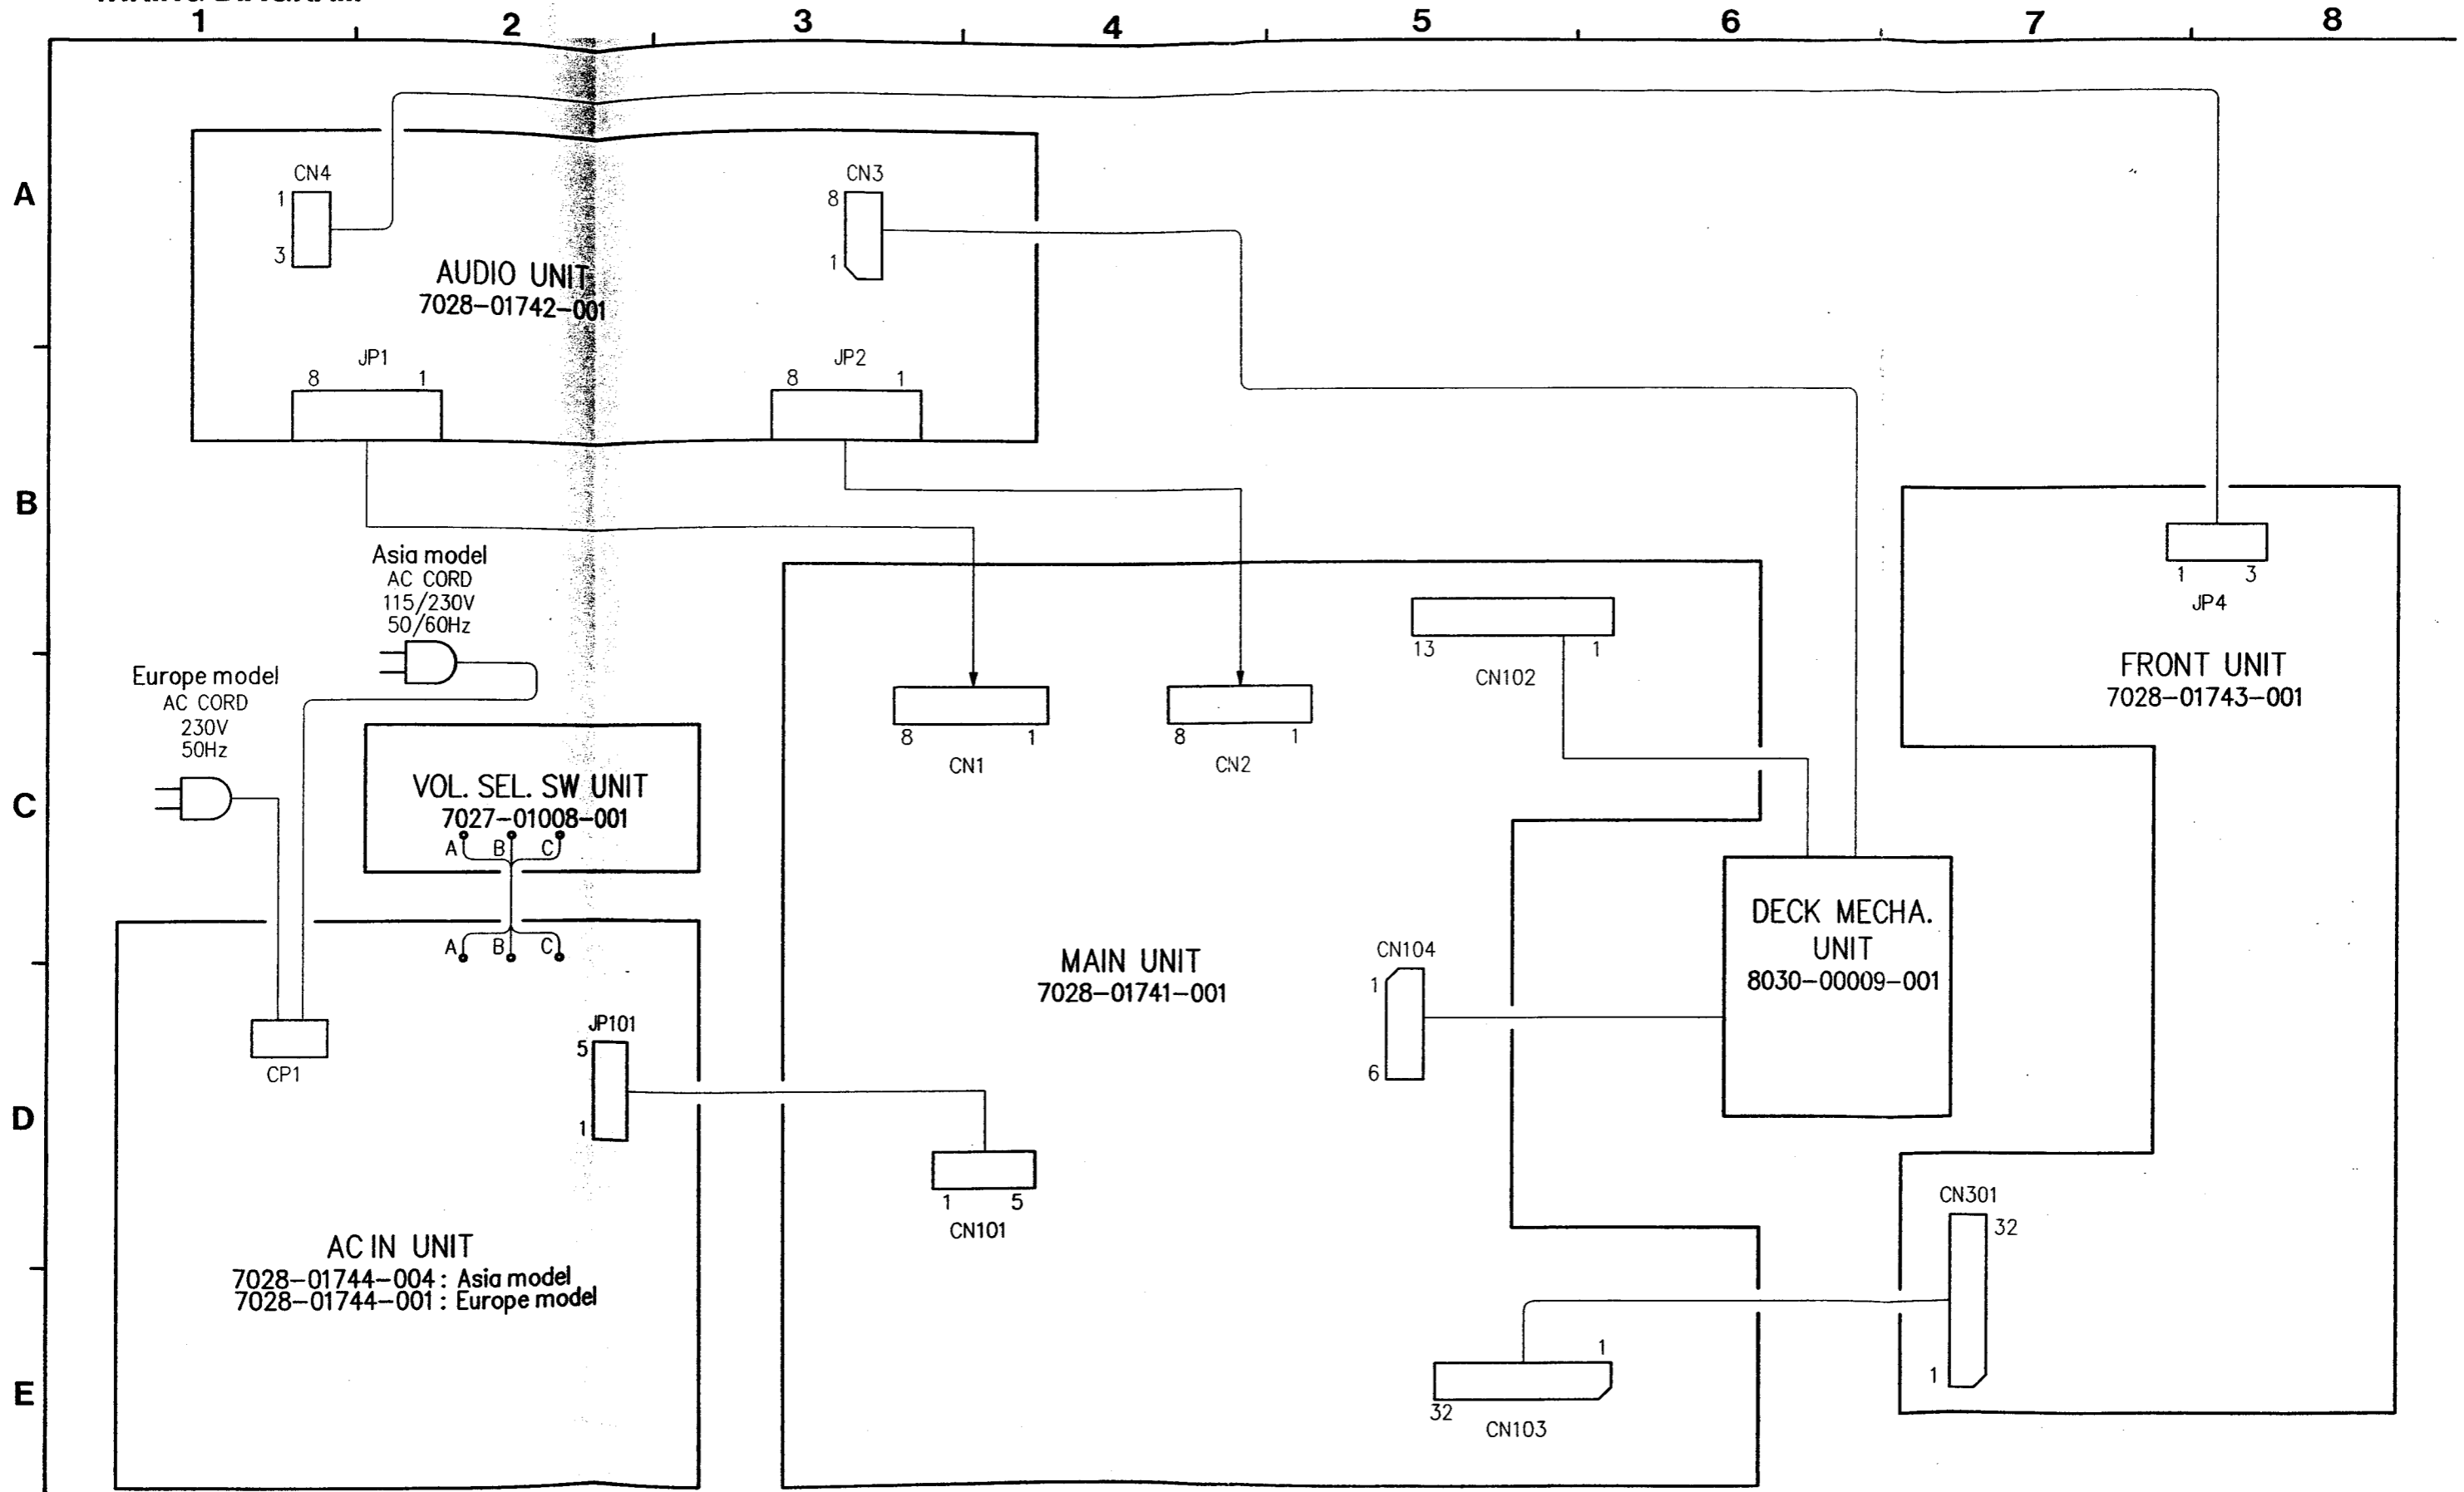 WIRING DIAGRAM
1 2 3 4 5 6 7 8
A
CN4
1
3
CN3
8
1
AUDIO UNIT
7028-01742-001
JP1
8 1
JP2
8 1
B
Asia model
AC CORD
115/230V
50/60Hz
1 3
JP4
13 1
CN102
FRONT UNIT
7028-01743-001
Europe model
AC CORD
230V
50Hz
8 1
CN1
8 1
CN2
C
VOL. SEL. SW UNIT
7027-01008-001
A B C
A B C
DECK MECHA.
UNIT
8030-00009-001
MAIN UNIT
7028-01741-001
CN104
1
6
CP1
JP101
5
1
D
1 5
CN101
CN301
32
1
AC IN UNIT
7028-01744-004 : Asia model
7028-01744-001 : Europe model
E
1
32
CN103